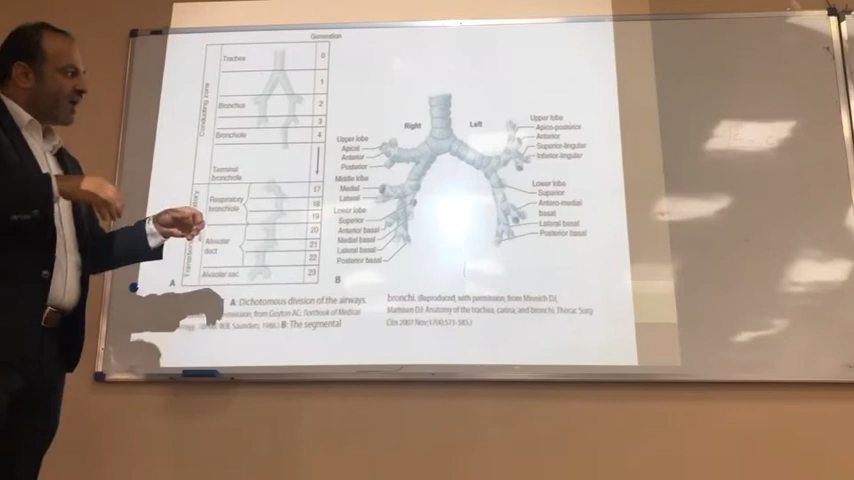 Generation
Trachea 0
1
Bronchus 2
3
Bronchiole 4
Terminal
bronchiole
17
Respiratory
bronchiole 18
19
20
Alveolar
duct 21
22
Alveolar sac 23
Conducting zone
A
Right
Left
Upper lobe
Apical
Anterior
Posterior
Middle lobe
Medial
Lateral
Lower lobe
Superior
Anterior basal
Medial basal
Lateral basal
Posterior basal
Upper lobe
Apico-posterior
Anterior
Superior-lingular
Inferior-lingular
Lower lobe
Superior
Antero-medial
basal
Lateral basal
Posterior basal
B
A: Dichotomous division of the airways
from Guyton AC. Textbook of Medical
WB Saunders, 1986.) B: The segmental
bronchi. (Reproduced, with permission, from Minnich DJ,
Mathisen DJ: Anatomy of the trachea, carina, and bronchi. Thorac Surg
Clin 2007 Nov;17(4):571-585.)